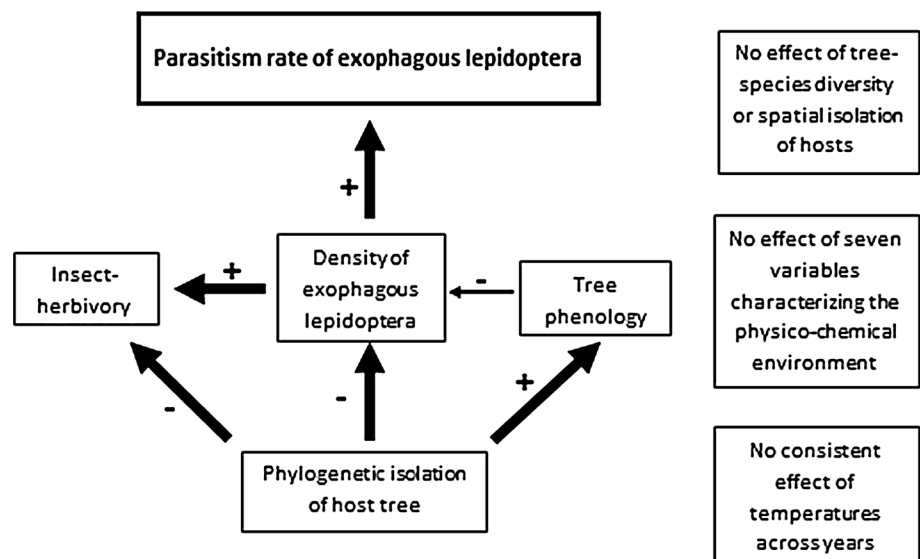 Parasitism rate of exophagous lepidoptera
No effect of tree-
species diversity
or spatial isolation
of hosts
+
Insect-
herbivory
+
Density of
exophagous
lepidoptera
-
Tree
phenology
No effect of seven
variables
characterizing the
physico-chemical
environment
-
-
+
Phylogenetic isolation
of host tree
No consistent
effect of
temperatures
across years